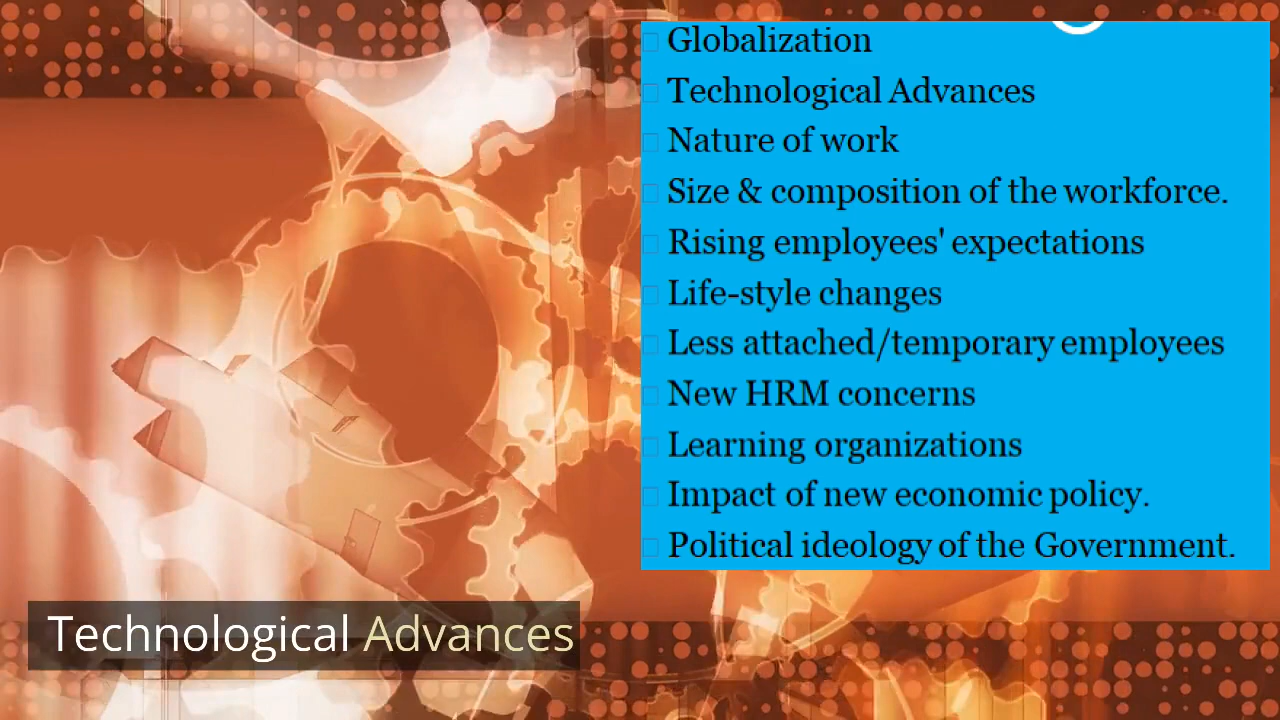 Globalization
Technological Advances
Nature of work
Size & composition of the workforce.
Rising employees' expectations
Life-style changes
Less attached/temporary employees
New HRM concerns
Learning organizations
Impact of new economic policy.
Political ideology of the Government.
Technological Advances